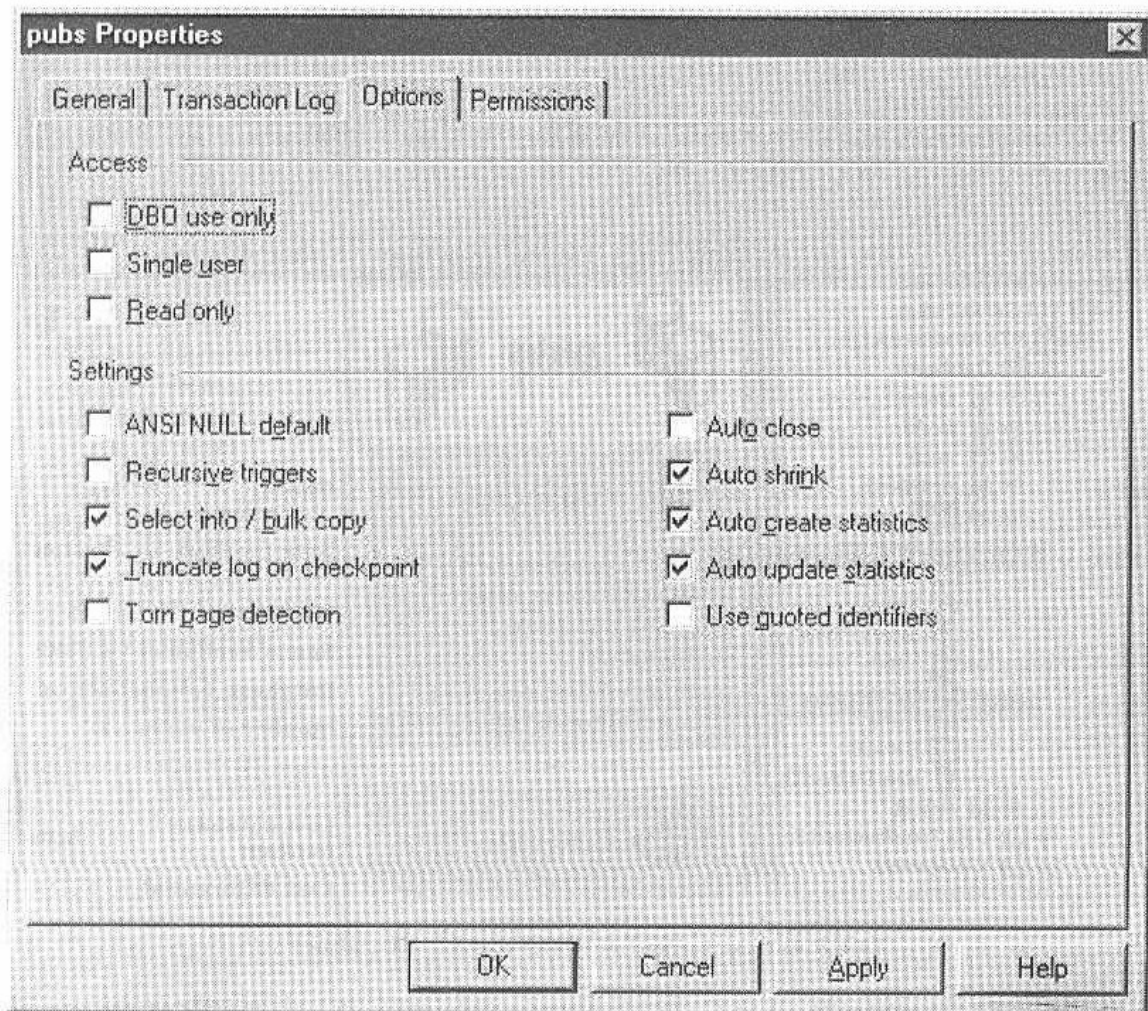 pubs Properties
General Transaction Log Options Permissions
Access
DBO use only
Single user
Read only
Settings
ANSI NULL default
Recursive triggers
Select into / bulk copy
Truncate log on checkpoint
Torn page detection
Auto close
Auto shrink
Auto create statistics
Auto update statistics
Use quoted identifiers
OK Cancel Apply Help